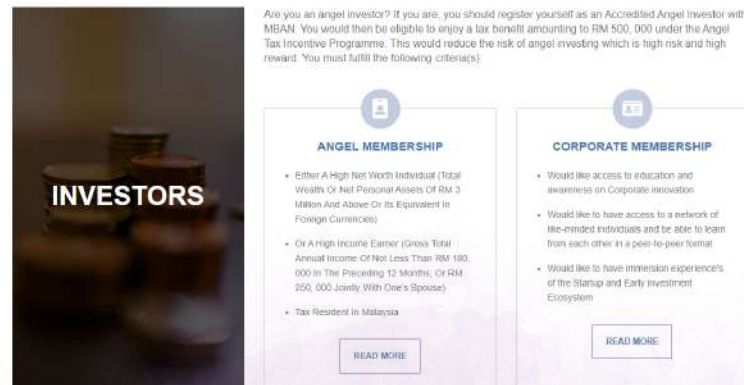 Are you an angel investor? If you are, you should register yourself as an Accredited Angel Investor with
MBAN. You would then be eligible to enjoy a tax benefit amounting to RM 500, 000 under the Angel
Tax Incentive Programme. This would reduce the risk of angel investing which is high risk and high
reward. You must fulfill the following criteria(s):
INVESTORS
ANGEL MEMBERSHIP
• Either A High Net Worth Individual (Total
Wealth Or Net Personal Assets Of RM 3
Million And Above Or Its Equivalent In
Foreign Currencies)
• Or A High Income Earner (Gross Total
Annual Income Of Not Less Than RM 180,
000 In The Preceding 12 Months, Or RM
250, 000 Jointly With One's Spouse)
• Tax Resident In Malaysia
READ MORE
CORPORATE MEMBERSHIP
• Would like access to education and
awareness on Corporate innovation
• Would like to have access to a network of
like-minded individuals and be able to learn
from each other in a peer-to-peer format
• Would like to have immersion experience's
of the Startup and Early investment
Ecosystem
READ MORE